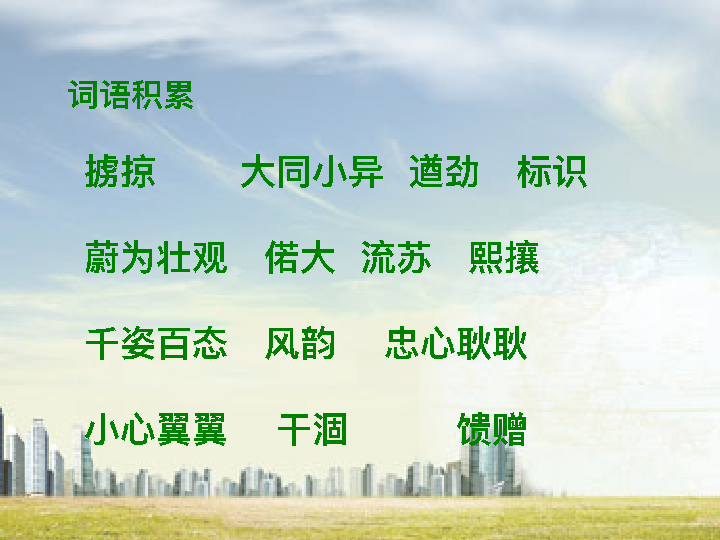 词语积累
掳掠 大同小异 遒劲 标识
蔚为壮观 偌大 流苏 熙攘
千姿百态 风韵 忠心耿耿
小心翼翼 干涸 馈赠